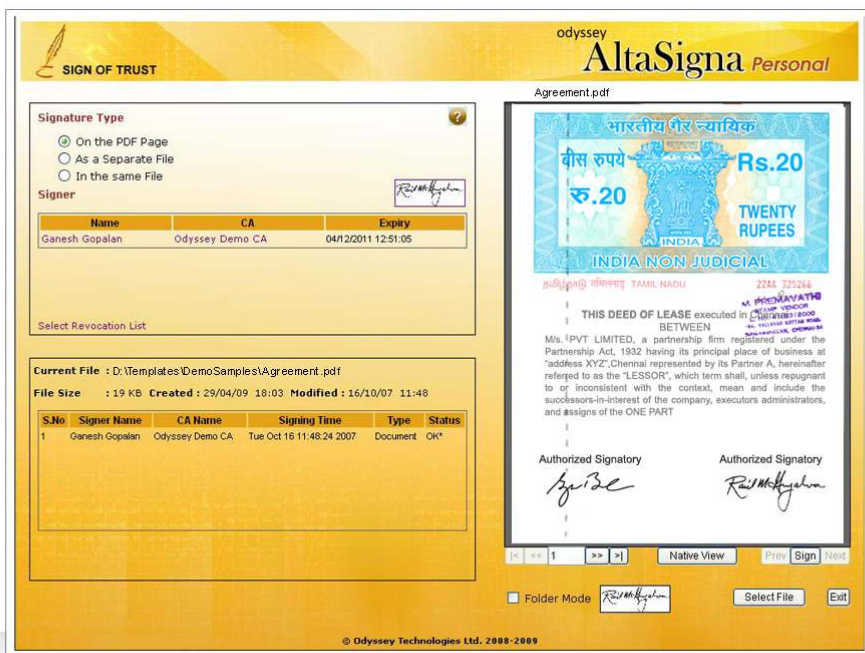 SIGN OF TRUST
odyssey
AltaSigna Personal
Signature Type
On the PDF Page
As a Separate File
In the same File
Signer
Name CA Expiry
Ganesh Gopalan Odyssey Demo CA 04/12/2011 12:51:05
Select Revocation List
Current File : D:\Templates\DemoSamples\Agreement.pdf
File Size : 19 KB Created : 29/04/09 18:03 Modified : 16/10/07 11:48
S.No Signer Name CA Name Signing Time Type Status
1 Ganesh Gopalan Odyssey Demo CA Tue Oct 16 11:48:24 2007 Document OK*
Agreement.pdf
भारतीय गैर न्यायिक
बीस रुपये
रु.20
Rs.20
TWENTY
RUPEES
INDIA
INDIA NON JUDICIAL
தமிழ்நாடு तमिलनाडु TAMIL NADU
22AA 325266
M. PREMAVATHI
STAMP VENDOR
THIS DEED OF LEASE executed in Chennai
BETWEEN
M/s. PVT LIMITED, a partnership firm registered under the
Partnership Act, 1932 having its principal place of business at
"address XYZ",Chennai represented by its Partner A, hereinafter
referred to as the "LESSOR", which term shall, unless repugnant
to or inconsistent with the context, mean and include the
successors-in-interest of the company, executors administrators,
and assigns of the ONE PART
Authorized Signatory Authorized Signatory
|< << 1 >> >| Native View Prev Sign Next
Folder Mode Select File Exit
© Odyssey Technologies Ltd. 2008-2009